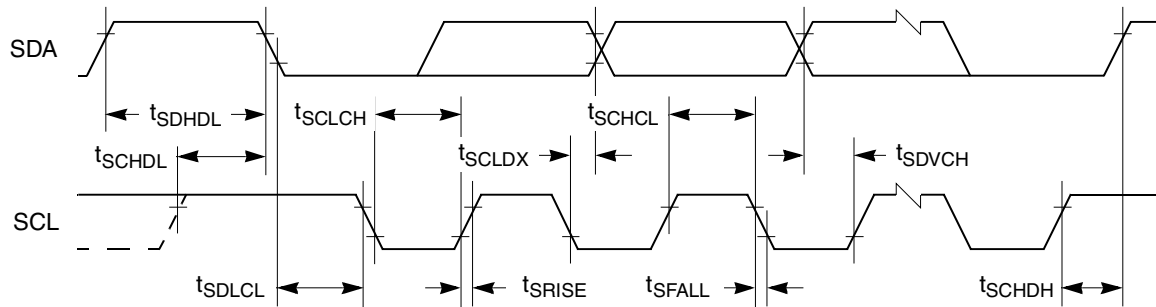 SDA
tSDHDL
tSCLCH
tSCHCL
tSCHDL
tSCLDX
tSDVCH
SCL
tSDLCL
tSRISE
tSFALL
tSCHDH